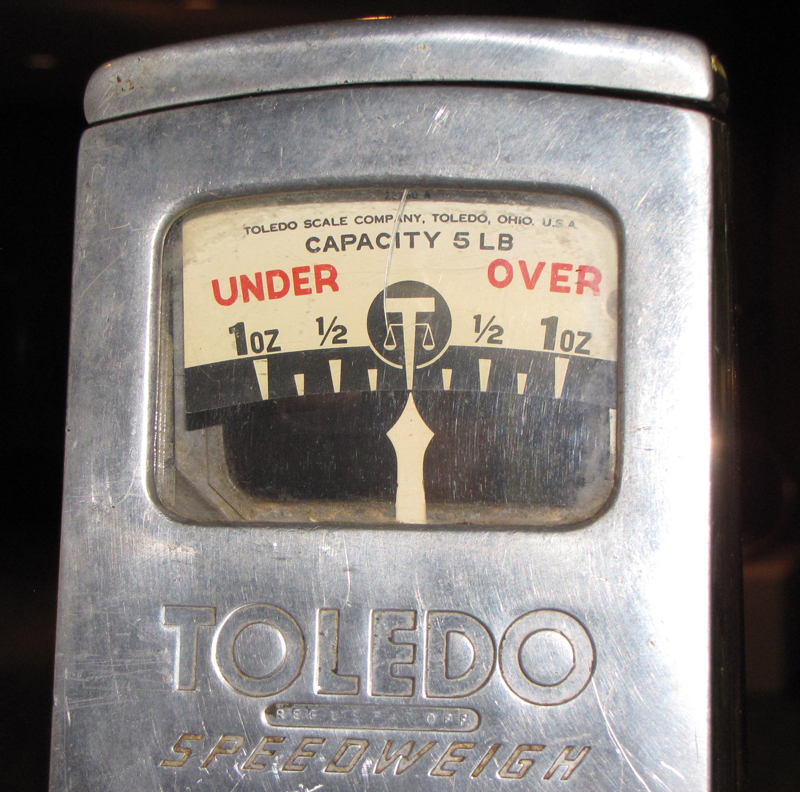 TOLEDO SCALE COMPANY, TOLEDO, OHIO. U.S.A.
CAPACITY 5 LB
UNDER OVER
1OZ ½ T ½ 1OZ
TOLEDO
SPEEDWEIGH